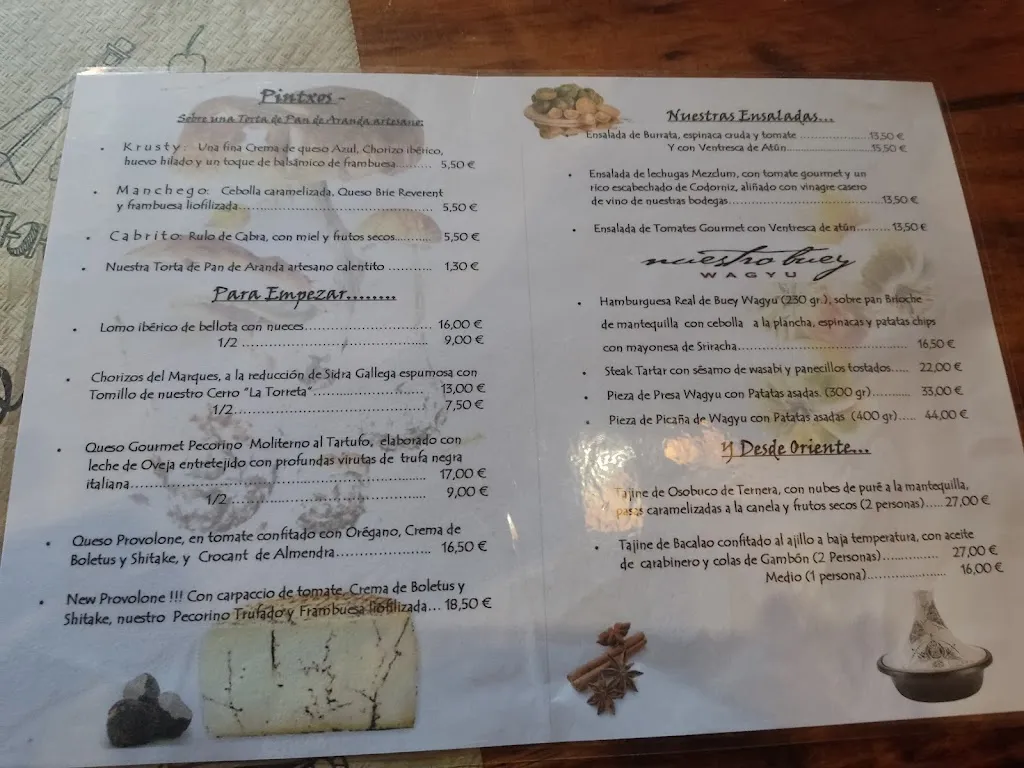 Pintxos -
Sobre una Torta de Pan de Aranda artesano:
Krusty: Una fina Crema de queso Azul, Chorizo ibérico,
huevo hilado y un toque de balsámico de frambuesa.......... 5,50 €
Manchego: Cebolla caramelizada, Queso Brie Reverent
y frambuesa liofilizada.................................................. 5,50 €
Cabrito: Rulo de Cabra, con miel y frutos secos.......... 5,50 €
Nuestra Torta de Pan de Aranda artesano calentito ........... 1,30 €
Para Empezar........
Lomo ibérico de bellota con nueces................................ 16,00 €
1/2 ............................................. 9,00 €
Chorizos del Marques, a la reducción de Sidra Gallega espumosa con
Tomillo de nuestro Cerro "La Torreta"........................... 13,00 €
1/2............................................... 7,50 €
Queso Gourmet Pecorino Moliterno al Tartufo, elaborado con
leche de Oveja entretejido con profundas virutas de trufa negra
italiana.......................................................................... 17,00 €
1/2 ............................................. 9,00 €
Queso Provolone, en tomate confitado con Orégano, Crema de
Boletus y Shitake, y Crocant de Almendra....................... 16,50 €
New Provolone !!! Con carpaccio de tomate, Crema de Boletus y
Shitake, nuestro Pecorino Trufado y Frambuesa liofilizada... 18,50 €
Nuestras Ensaladas...
Ensalada de Burrata, espinaca cruda y tomate ..................... 13,50 €
Y con Ventresca de Atún........................... 15,50 €
Ensalada de lechugas Mezdum, con tomate gourmet y un
rico escabechado de Codorniz, aliñado con vinagre casero
de vino de nuestras bodegas........................................ 13,50 €
Ensalada de Tomates Gourmet con Ventresca de atún......... 13,50 €
nuestro buey
WAGYU
Hamburguesa Real de Buey Wagyu (230 gr.), sobre pan Brioche
de mantequilla con cebolla a la plancha, espinacas y patatas chips
con mayonesa de Sriracha............................................. 16,50 €
Steak Tartar con sésamo de wasabi y panecillos tostados..... 22,00 €
Pieza de Presa Wagyu con Patatas asadas. (300 gr)........... 33,00 €
Pieza de Picaña de Wagyu con Patatas asadas (400 gr)..... 44,00 €
Y Desde Oriente...
Tajine de Osobuco de Ternera, con nubes de puré a la mantequilla,
pasas caramelizadas a la canela y frutos secos (2 personas)..... 27,00 €
Tajine de Bacalao confitado al ajillo a baja temperatura, con aceite
de carabinero y colas de Gambón (2 Personas)............... 27,00 €
Medio (1 persona)..................... 16,00 €